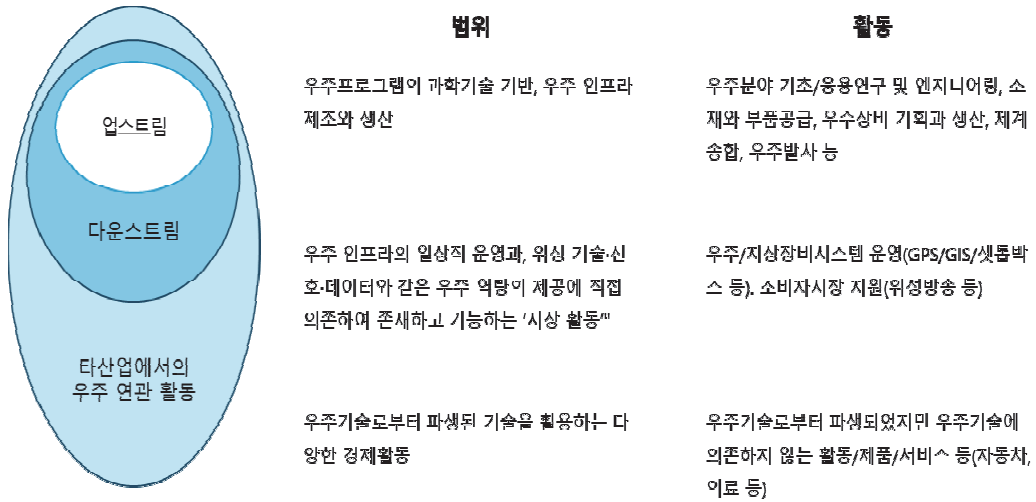 범위
활동
업스트림
다운스트림
타산업에서의
우주 연관 활동
우주프로그램의 과학기술 기반, 우주 인프라
제조와 생산
우주분야 기초/응용연구 및 엔지니어링, 소
재와 부품공급, 우주장비 기획과 생산, 체계
종합, 우주발사 등
우주 인프라의 일상적 운영과, 위성 기술·신
호·데이터와 같은 우주 역량의 제공에 직접
의존하여 존재하고 기능하는 ‘지상 활동’"
우주/지상장비시스템 운영(GPS/GIS/셋톱박
스 등). 소비자시장 지원(위성방송 등)
우주기술로부터 파생된 기술을 활용하는 다
양한 경제활동
우주기술로부터 파생되었지만 우주기술에
의존하지 않는 활동/제품/서비스 등(자동차,
의료 등)